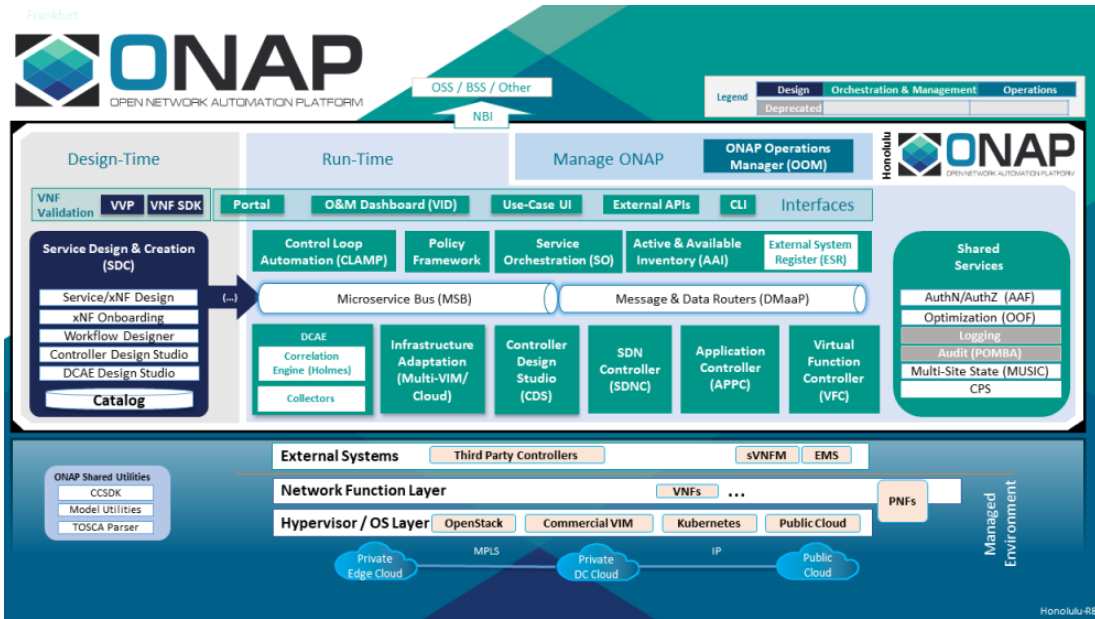 Frankfurt
ONAP
OPEN NETWORK AUTOMATION PLATFORM
OSS / BSS / Other
NBI
Legend
Design
Orchestration & Management
Operations
Deprecated
Design-Time
Run-Time
Manage ONAP
ONAP Operations
Manager (OOM)
Honolulu
ONAP
OPEN NETWORK AUTOMATION PLATFORM
VNF
Validation
VVP
VNF SDK
Portal
O&M Dashboard (VID)
Use-Case UI
External APIs
CLI
Interfaces
Service Design & Creation
(SDC)
Service/xNF Design
xNF Onboarding
Workflow Designer
Controller Design Studio
DCAE Design Studio
Catalog
(...)
Control Loop
Automation (CLAMP)
Policy
Framework
Service
Orchestration (SO)
Active & Available
Inventory (AAI)
External System
Register (ESR)
Microservice Bus (MSB)
Message & Data Routers (DMaaP)
DCAE
Correlation
Engine (Holmes)
Collectors
Infrastructure
Adaptation
(Multi-VIM/
Cloud)
Controller
Design
Studio
(CDS)
SDN
Controller
(SDNC)
Application
Controller
(APPC)
Virtual
Function
Controller
(VFC)
Shared
Services
AuthN/AuthZ (AAF)
Optimization (OOF)
Logging
Audit (POMBA)
Multi-Site State (MUSIC)
CPS
ONAP Shared Utilities
CCSDK
Model Utilities
TOSCA Parser
External Systems
Third Party Controllers
sVNFM
EMS
Network Function Layer
VNFs
...
PNFs
Hypervisor / OS Layer
OpenStack
Commercial VIM
Kubernetes
Public Cloud
Managed
Environment
Private
Edge Cloud
MPLS
Private
DC Cloud
IP
Public
Cloud
Honolulu-R8